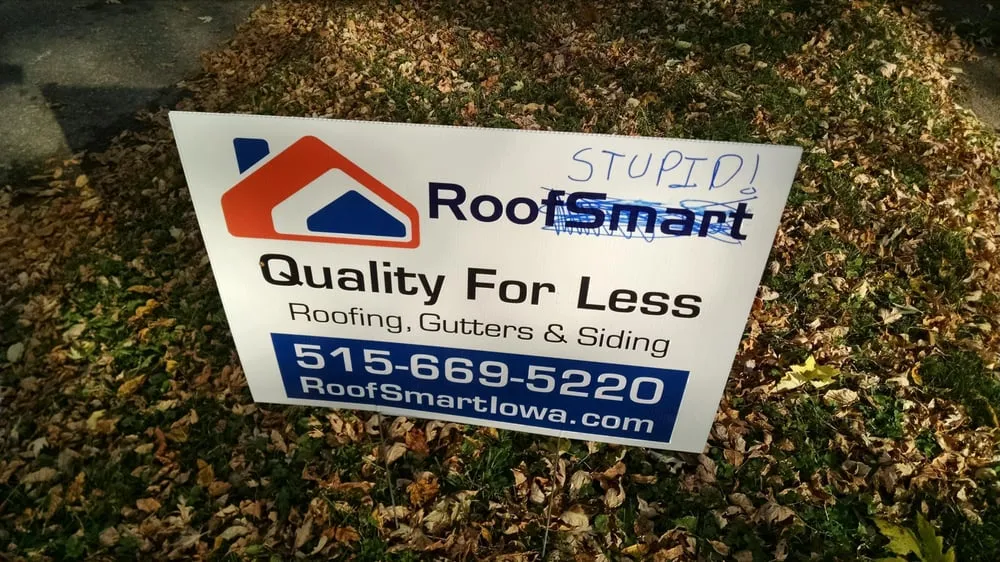 STUPID!
RoofSmart
Quality For Less
Roofing, Gutters & Siding
515-669-5220
RoofSmartIowa.com